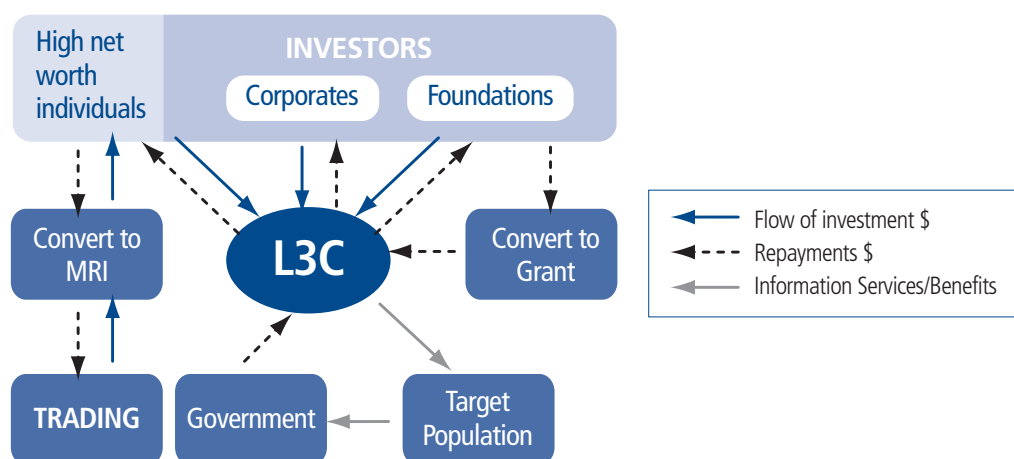 High net
worth
individuals
INVESTORS
Corporates
Foundations
Convert to
MRI
L3C
Convert to
Grant
Flow of investment $
Repayments $
Information Services/Benefits
TRADING
Government
Target
Population